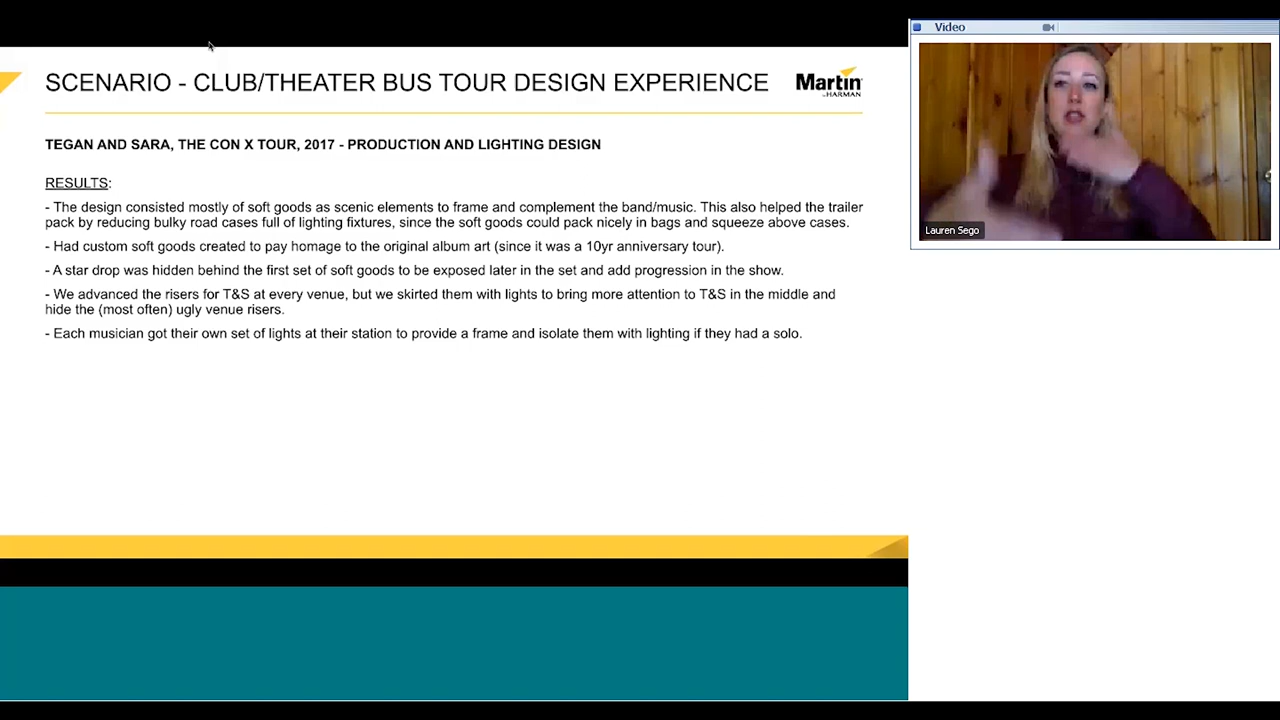 Video
SCENARIO - CLUB/THEATER BUS TOUR DESIGN EXPERIENCE
Martin
by HARMAN
TEGAN AND SARA, THE CON X TOUR, 2017 - PRODUCTION AND LIGHTING DESIGN
RESULTS:
- The design consisted mostly of soft goods as scenic elements to frame and complement the band/music. This also helped the trailer
pack by reducing bulky road cases full of lighting fixtures, since the soft goods could pack nicely in bags and squeeze above cases.
- Had custom soft goods created to pay homage to the original album art (since it was a 10yr anniversary tour).
- A star drop was hidden behind the first set of soft goods to be exposed later in the set and add progression in the show.
- We advanced the risers for T&S at every venue, but we skirted them with lights to bring more attention to T&S in the middle and
hide the (most often) ugly venue risers.
- Each musician got their own set of lights at their station to provide a frame and isolate them with lighting if they had a solo.
Lauren Sego